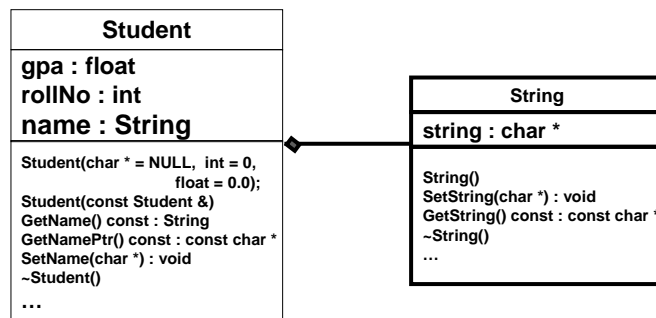 Student
gpa : float
rollNo : int
name : String
Student(char * = NULL, int = 0,
float = 0.0);
Student(const Student &)
GetName() const : String
GetNamePtr() const : const char *
SetName(char *) : void
~Student()
…
String
string : char *
String()
SetString(char *) : void
GetString() const : const char *
~String()
…